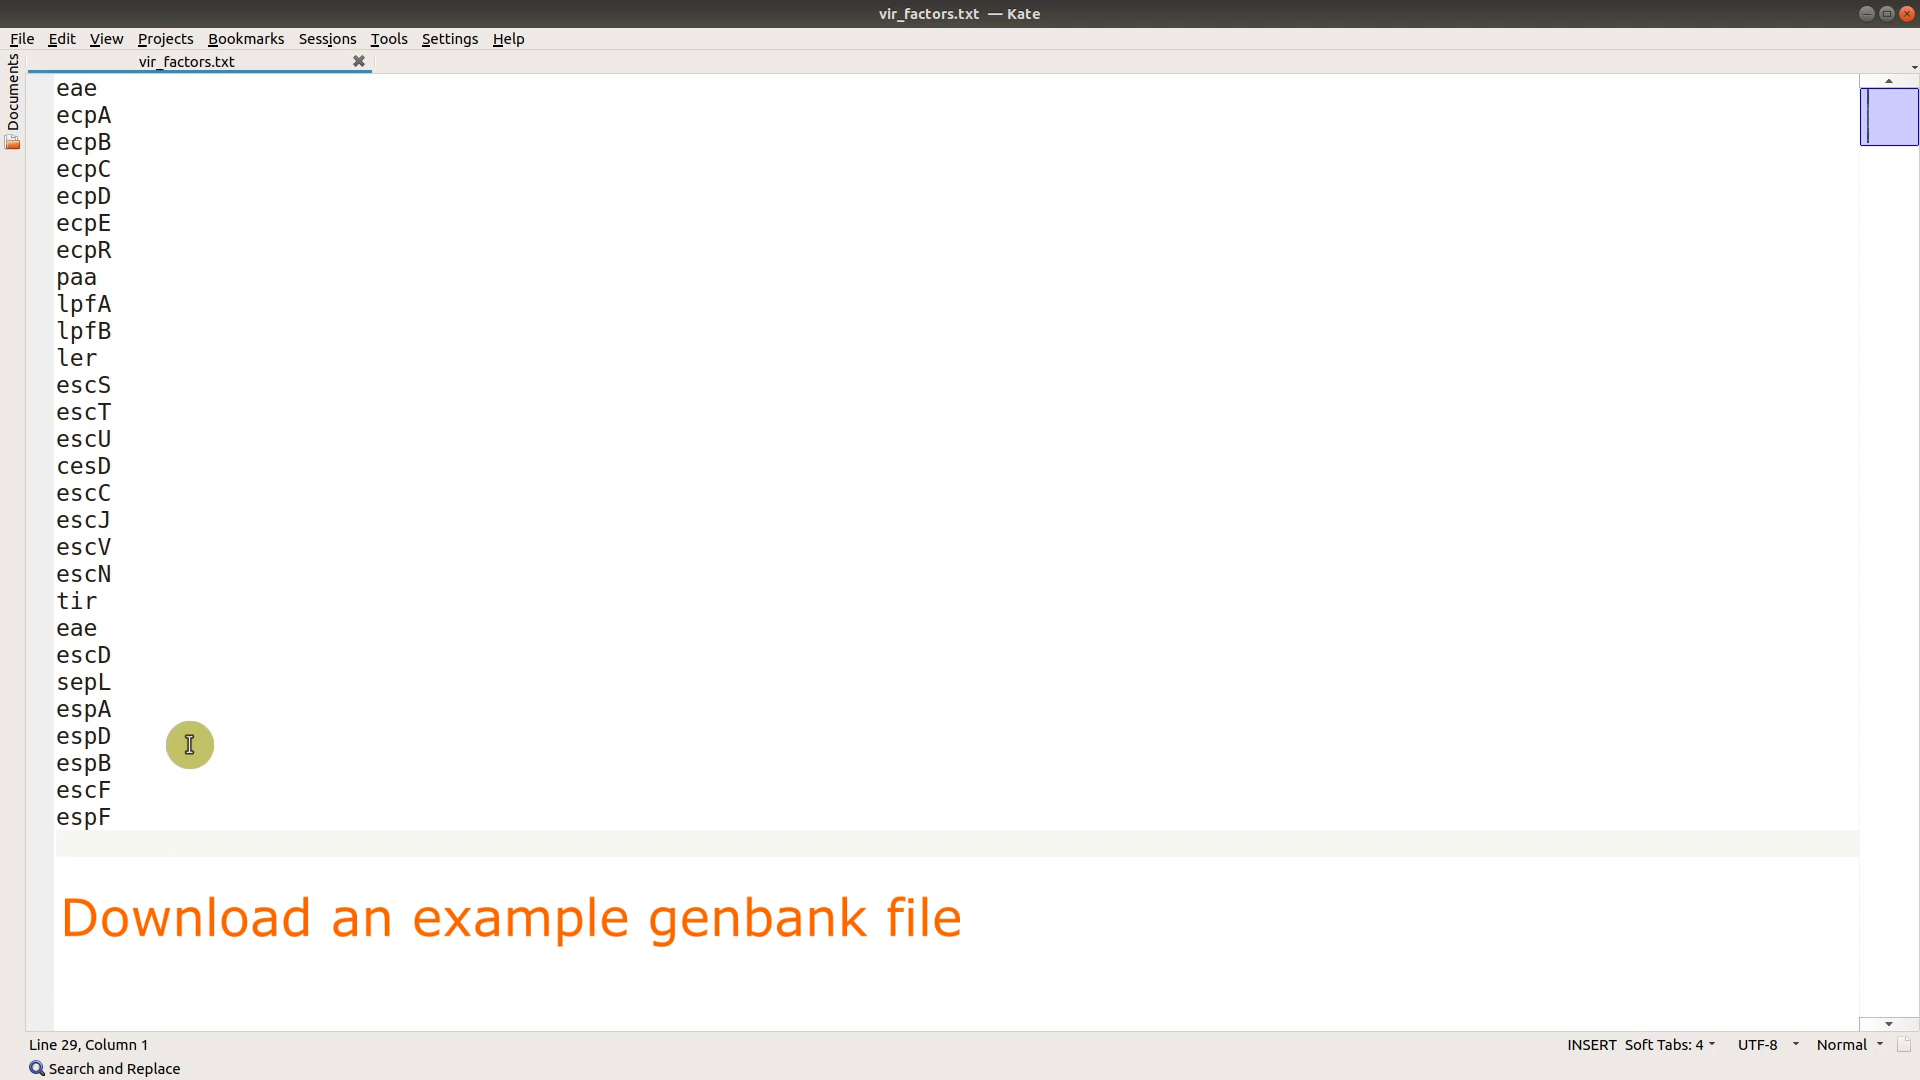 vir_factors.txt — Kate
File Edit View Projects Bookmarks Sessions Tools Settings Help
Documents
vir_factors.txt
eae
ecpA
ecpB
ecpC
ecpD
ecpE
ecpR
paa
lpfA
lpfB
ler
escS
escT
escU
cesD
escC
escJ
escV
escN
tir
eae
escD
sepL
espA
espD
espB
escF
espF
Download an example genbank file
Line 29, Column 1
INSERT Soft Tabs: 4 UTF-8 Normal
Search and Replace